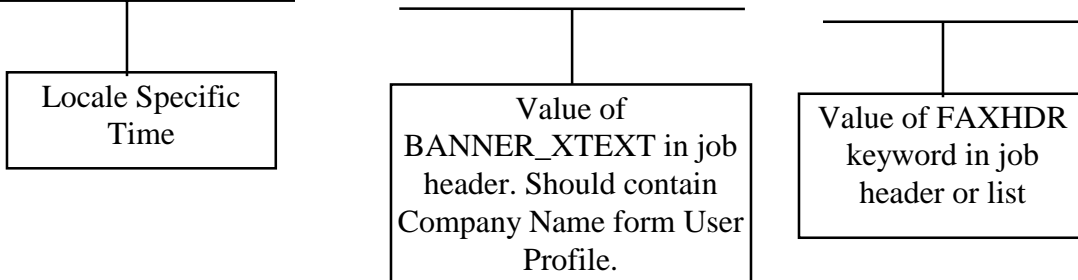 Locale Specific
Time
Value of
BANNER_XTEXT in job
header. Should contain
Company Name form User
Profile.
Value of FAXHDR
keyword in job
header or list